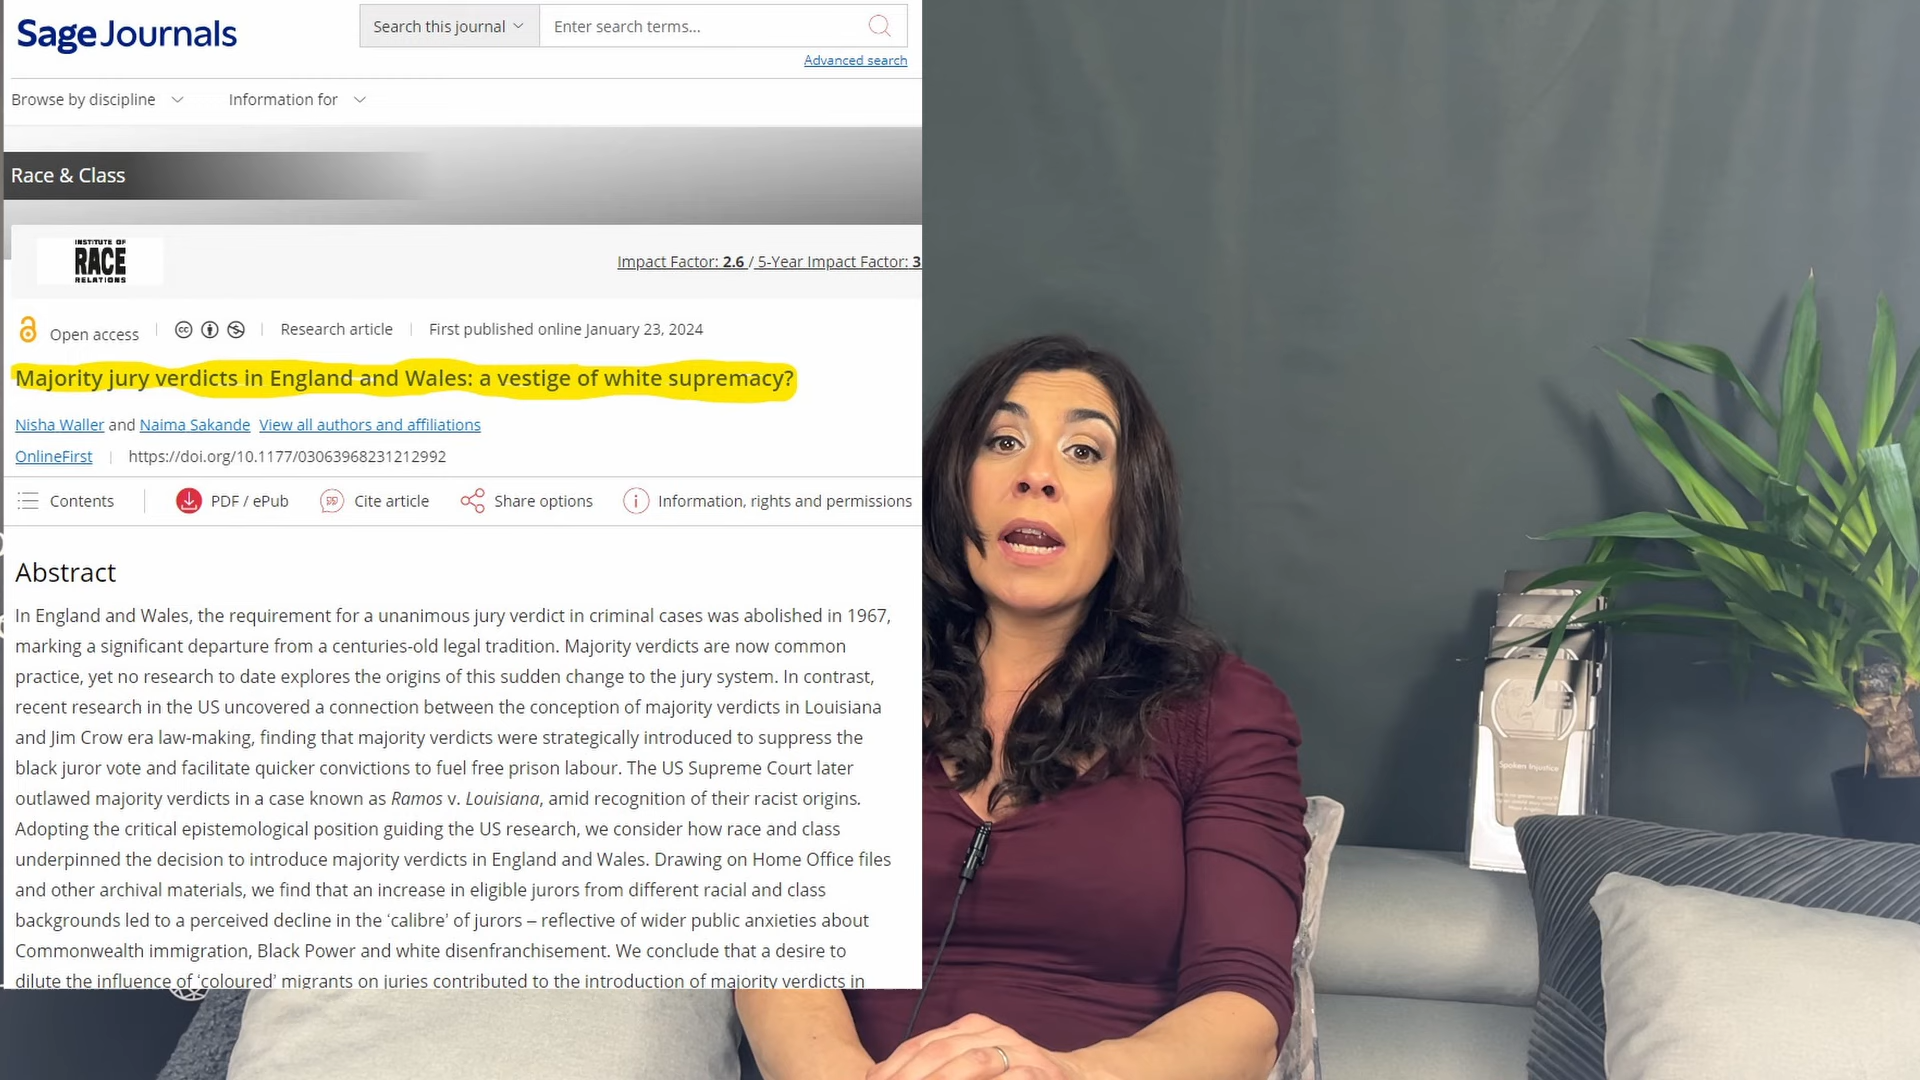 Sage Journals
Search this journal
Enter search terms...
Advanced search
Browse by discipline
Information for
Race & Class
INSTITUTE OF
RACE
RELATIONS
Impact Factor: 2.6 / 5-Year Impact Factor: 3
Open access
Research article
First published online January 23, 2024
Majority jury verdicts in England and Wales: a vestige of white supremacy?
Nisha Waller and Naima Sakande View all authors and affiliations
OnlineFirst
https://doi.org/10.1177/03063968231212992
Contents
PDF / ePub
Cite article
Share options
Information, rights and permissions
Abstract
In England and Wales, the requirement for a unanimous jury verdict in criminal cases was abolished in 1967,
marking a significant departure from a centuries-old legal tradition. Majority verdicts are now common
practice, yet no research to date explores the origins of this sudden change to the jury system. In contrast,
recent research in the US uncovered a connection between the conception of majority verdicts in Louisiana
and Jim Crow era law-making, finding that majority verdicts were strategically introduced to suppress the
black juror vote and facilitate quicker convictions to fuel free prison labour. The US Supreme Court later
outlawed majority verdicts in a case known as Ramos v. Louisiana, amid recognition of their racist origins.
Adopting the critical epistemological position guiding the US research, we consider how race and class
underpinned the decision to introduce majority verdicts in England and Wales. Drawing on Home Office files
and other archival materials, we find that an increase in eligible jurors from different racial and class
backgrounds led to a perceived decline in the ‘calibre’ of jurors – reflective of wider public anxieties about
Commonwealth immigration, Black Power and white disenfranchisement. We conclude that a desire to
dilute the influence of ‘coloured’ migrants on juries contributed to the introduction of majority verdicts in
Spoken Injustice